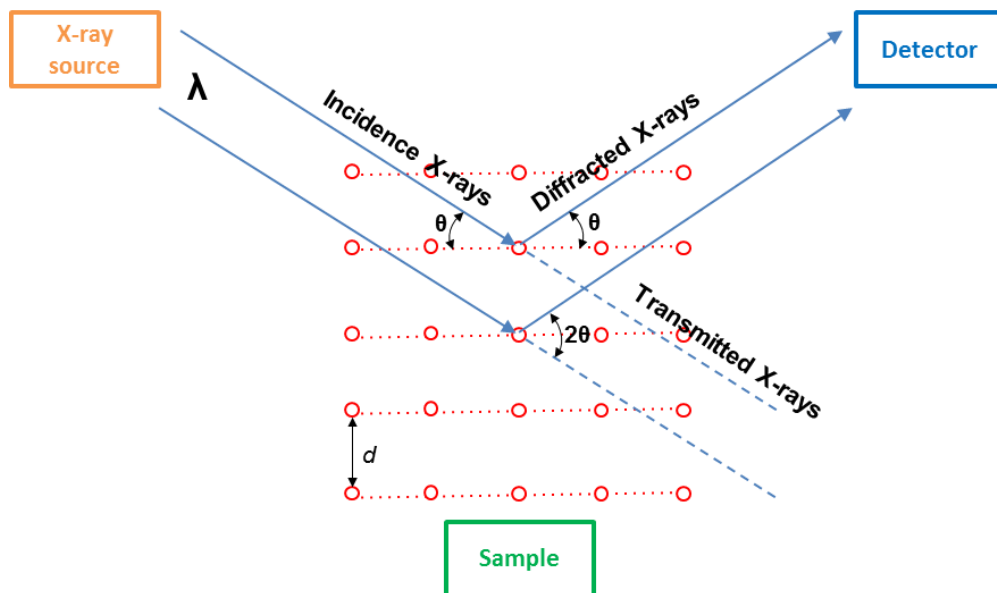 X-ray
source
Detector
λ
Incidence X-rays
Diffracted X-rays
θ
θ
Transmitted X-rays
2θ
d
Sample